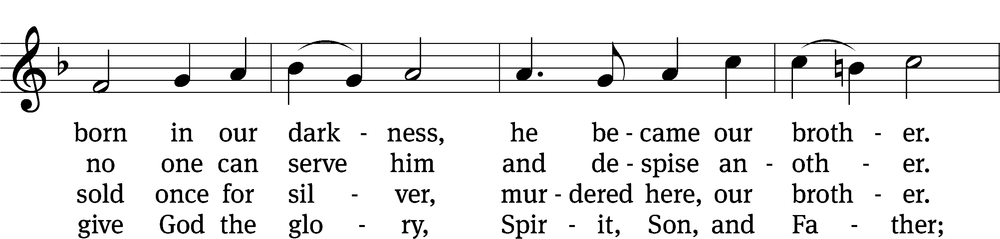 born in our dark - ness, he be - came our broth - er.
no one can serve him and de - spise an - oth - er.
sold once for sil - ver, mur - dered here, our broth - er.
give God the glo - ry, Spir - it, Son, and Fa - ther;